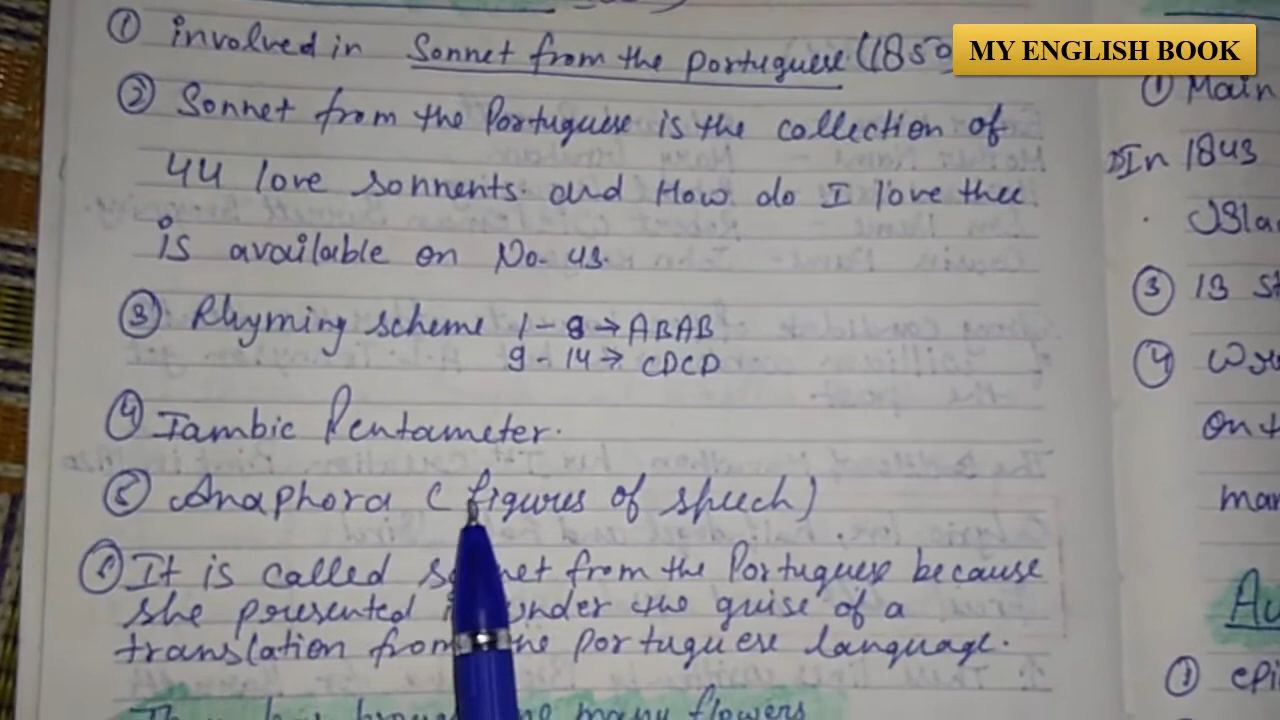 ① involved in Sonnet from the Portuguese (1850
MY ENGLISH BOOK
② Sonnet from the Portuguese is the collection of
44 love sonnents. and How do I love thee
is available on No. 43.
③ Rhyming scheme 1 - 8 → ABAB
9 - 14 → CDCD
④ Iambic Pentameter.
⑤ Anaphora ( figures of speech)
⑥ It is called from the Portuguese because
she presented under the guise of a
translation from the Portuguese language.
many flowers
① Main
In 1843
③ 13
④
on
① epi